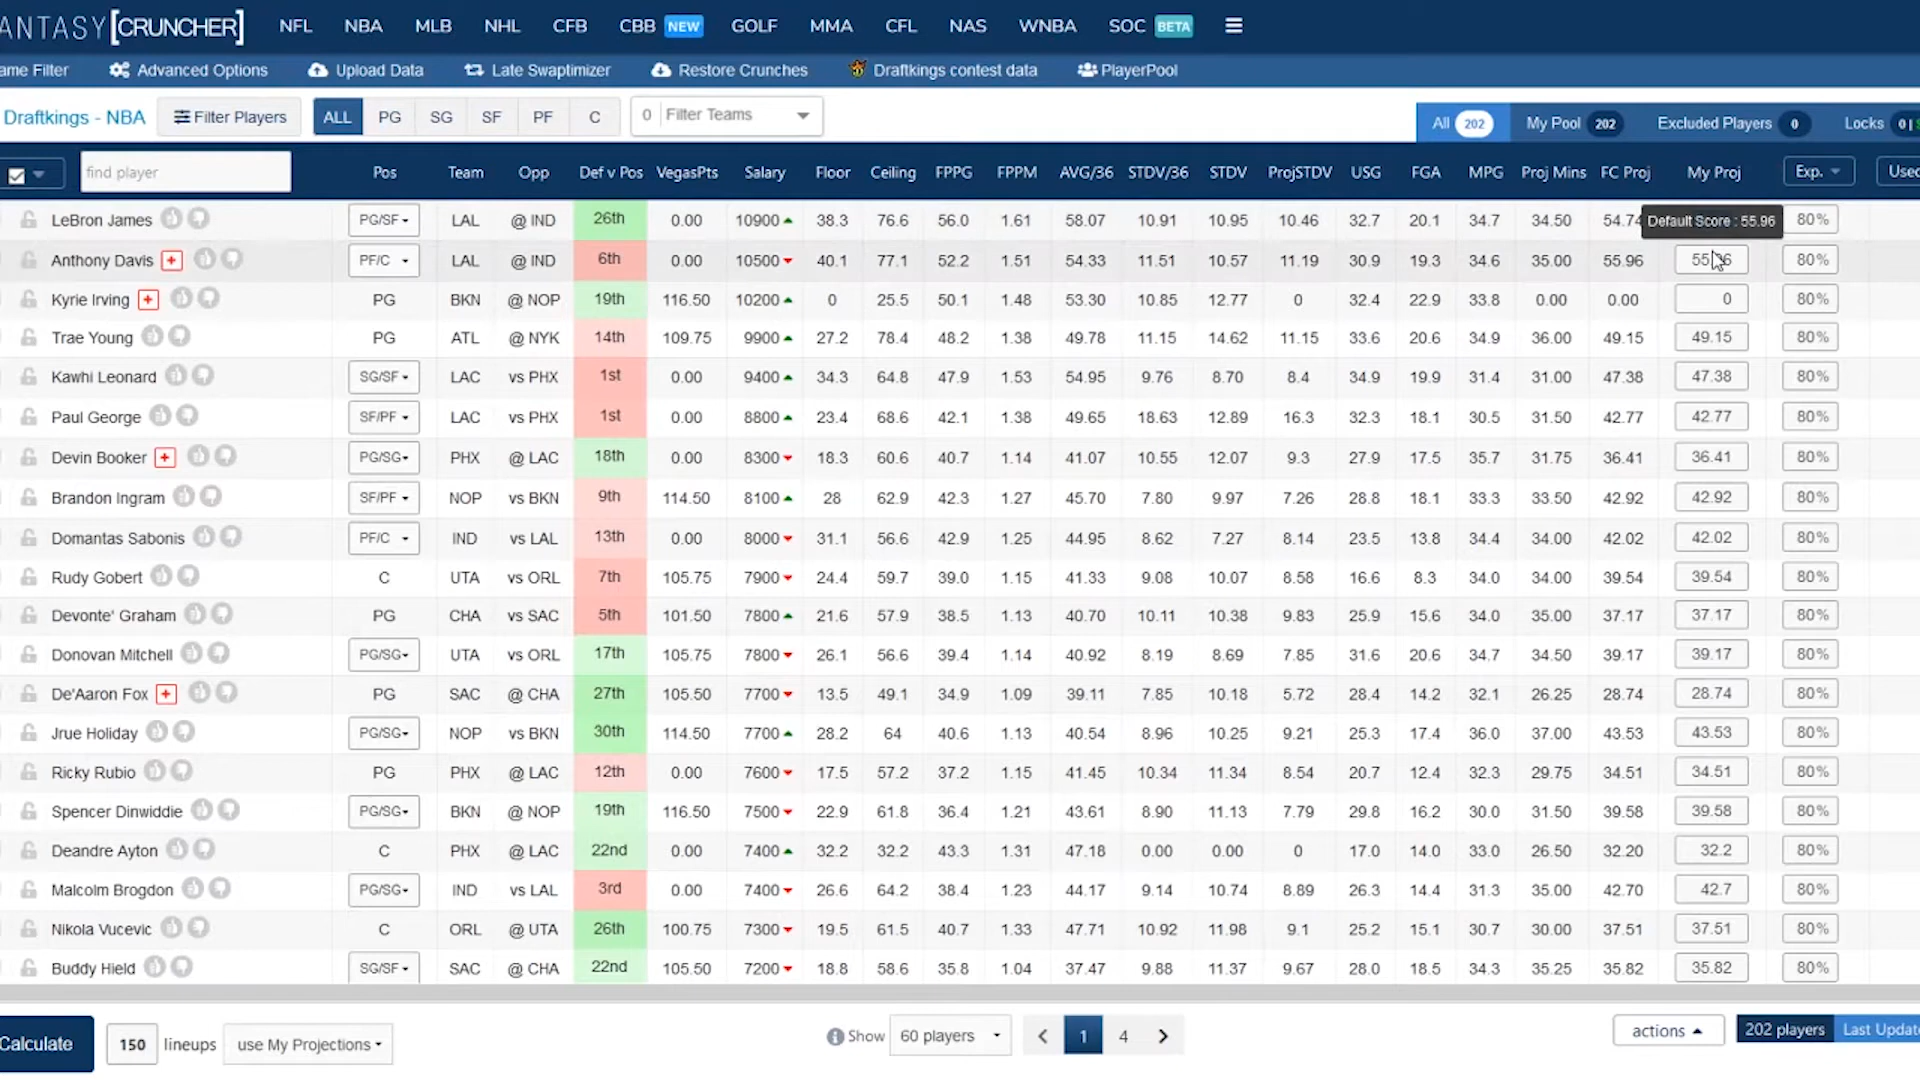 ANTASY[CRUNCHER] NFL NBA MLB NHL CFB CBB NEW GOLF MMA CFL NAS WNBA SOC BETA
ame Filter Advanced Options Upload Data Late Swaptimizer Restore Crunches Draftkings contest data PlayerPool
Draftkings - NBA Filter Players ALL PG SG SF PF C 0 Filter Teams All 202 My Pool 202 Excluded Players 0 Locks 0 |
find player Pos Team Opp Def v Pos VegasPts Salary Floor Ceiling FPPG FPPM AVG/36 STDV/36 STDV ProjSTDV USG FGA MPG Proj Mins FC Proj My Proj Exp. Used
LeBron James PG/SF LAL @ IND 26th 0.00 10900 38.3 76.6 56.0 1.61 58.07 10.91 10.95 10.46 32.7 20.1 34.7 34.50 54.74 Default Score : 55.96 80%
Anthony Davis PF/C LAL @ IND 6th 0.00 10500 40.1 77.1 52.2 1.51 54.33 11.51 10.57 11.19 30.9 19.3 34.6 35.00 55.96 55.96 80%
Kyrie Irving PG BKN @ NOP 19th 116.50 10200 0 25.5 50.1 1.48 53.30 10.85 12.77 0 32.4 22.9 33.8 0.00 0.00 0 80%
Trae Young PG ATL @ NYK 14th 109.75 9900 27.2 78.4 48.2 1.38 49.78 11.15 14.62 11.15 33.6 20.6 34.9 36.00 49.15 49.15 80%
Kawhi Leonard SG/SF LAC vs PHX 1st 0.00 9400 34.3 64.8 47.9 1.53 54.95 9.76 8.70 8.4 34.9 19.9 31.4 31.00 47.38 47.38 80%
Paul George SF/PF LAC vs PHX 1st 0.00 8800 23.4 68.6 42.1 1.38 49.65 18.63 12.89 16.3 32.3 18.1 30.5 31.50 42.77 42.77 80%
Devin Booker PG/SG PHX @ LAC 18th 0.00 8300 18.3 60.6 40.7 1.14 41.07 10.55 12.07 9.3 27.9 17.5 35.7 31.75 36.41 36.41 80%
Brandon Ingram SF/PF NOP vs BKN 9th 114.50 8100 28 62.9 42.3 1.27 45.70 7.80 9.97 7.26 28.8 18.1 33.3 33.50 42.92 42.92 80%
Domantas Sabonis PF/C IND vs LAL 13th 0.00 8000 31.1 56.6 42.9 1.25 44.95 8.62 7.27 8.14 23.5 13.8 34.4 34.00 42.02 42.02 80%
Rudy Gobert C UTA vs ORL 7th 105.75 7900 24.4 59.7 39.0 1.15 41.33 9.08 10.07 8.58 16.6 8.3 34.0 34.00 39.54 39.54 80%
Devonte' Graham PG CHA vs SAC 5th 101.50 7800 21.6 57.9 38.5 1.13 40.70 10.11 10.38 9.83 25.9 15.6 34.0 35.00 37.17 37.17 80%
Donovan Mitchell PG/SG UTA vs ORL 17th 105.75 7800 26.1 56.6 39.4 1.14 40.92 8.19 8.69 7.85 31.6 20.6 34.7 34.50 39.17 39.17 80%
De'Aaron Fox PG SAC @ CHA 27th 105.50 7700 13.5 49.1 34.9 1.09 39.11 7.85 10.18 5.72 28.4 14.2 32.1 26.25 28.74 28.74 80%
Jrue Holiday PG/SG NOP vs BKN 30th 114.50 7700 28.2 64 40.6 1.13 40.54 8.96 10.25 9.21 25.3 17.4 36.0 37.00 43.53 43.53 80%
Ricky Rubio PG PHX @ LAC 12th 0.00 7600 17.5 57.2 37.2 1.15 41.45 10.34 11.34 8.54 20.7 12.4 32.3 29.75 34.51 34.51 80%
Spencer Dinwiddie PG/SG BKN @ NOP 19th 116.50 7500 22.9 61.8 36.4 1.21 43.61 8.90 11.13 7.79 29.8 16.2 30.0 31.50 39.58 39.58 80%
Deandre Ayton C PHX @ LAC 22nd 0.00 7400 32.2 32.2 43.3 1.31 47.18 0.00 0.00 0 17.0 14.0 33.0 26.50 32.20 32.2 80%
Malcolm Brogdon PG/SG IND vs LAL 3rd 0.00 7400 26.6 64.2 38.4 1.23 44.17 9.14 10.74 8.89 26.3 14.4 31.3 35.00 42.70 42.7 80%
Nikola Vucevic C ORL @ UTA 26th 100.75 7300 19.5 61.5 40.7 1.33 47.71 10.92 11.98 9.1 25.2 15.1 30.7 30.00 37.51 37.51 80%
Buddy Hield SG/SF SAC @ CHA 22nd 105.50 7200 18.8 58.6 35.8 1.04 37.47 9.88 11.37 9.67 28.0 18.5 34.3 35.25 35.82 35.82 80%
Calculate 150 lineups use My Projections Show 60 players 1 4 actions 202 players Last Update